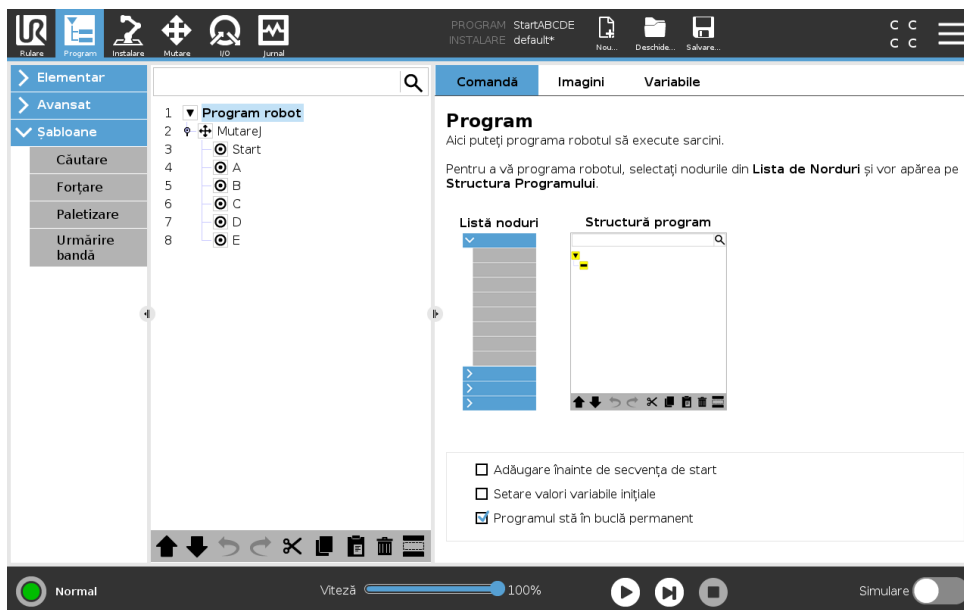 PROGRAM StartABCDE
INSTALARE default*
Rulare Program Instalare Mutare I/O Jurnal Nou... Deschide... Salvare...
C C
C C
Elementar
Avansat
Șabloane
Căutare
Forțare
Paletizare
Urmărire
bandă
1 Program robot
2 MutareJ
3 Start
4 A
5 B
6 C
7 D
8 E
Comandă Imagini Variabile
Program
Aici puteți programa robotul să execute sarcini.
Pentru a vă programa robotul, selectați nodurile din Lista de Norduri și vor apărea pe
Structura Programului.
Listă noduri Structură program
Adăugare înainte de secvența de start
Setare valori variabile inițiale
Programul stă în buclă permanent
Normal Viteză 100% Simulare